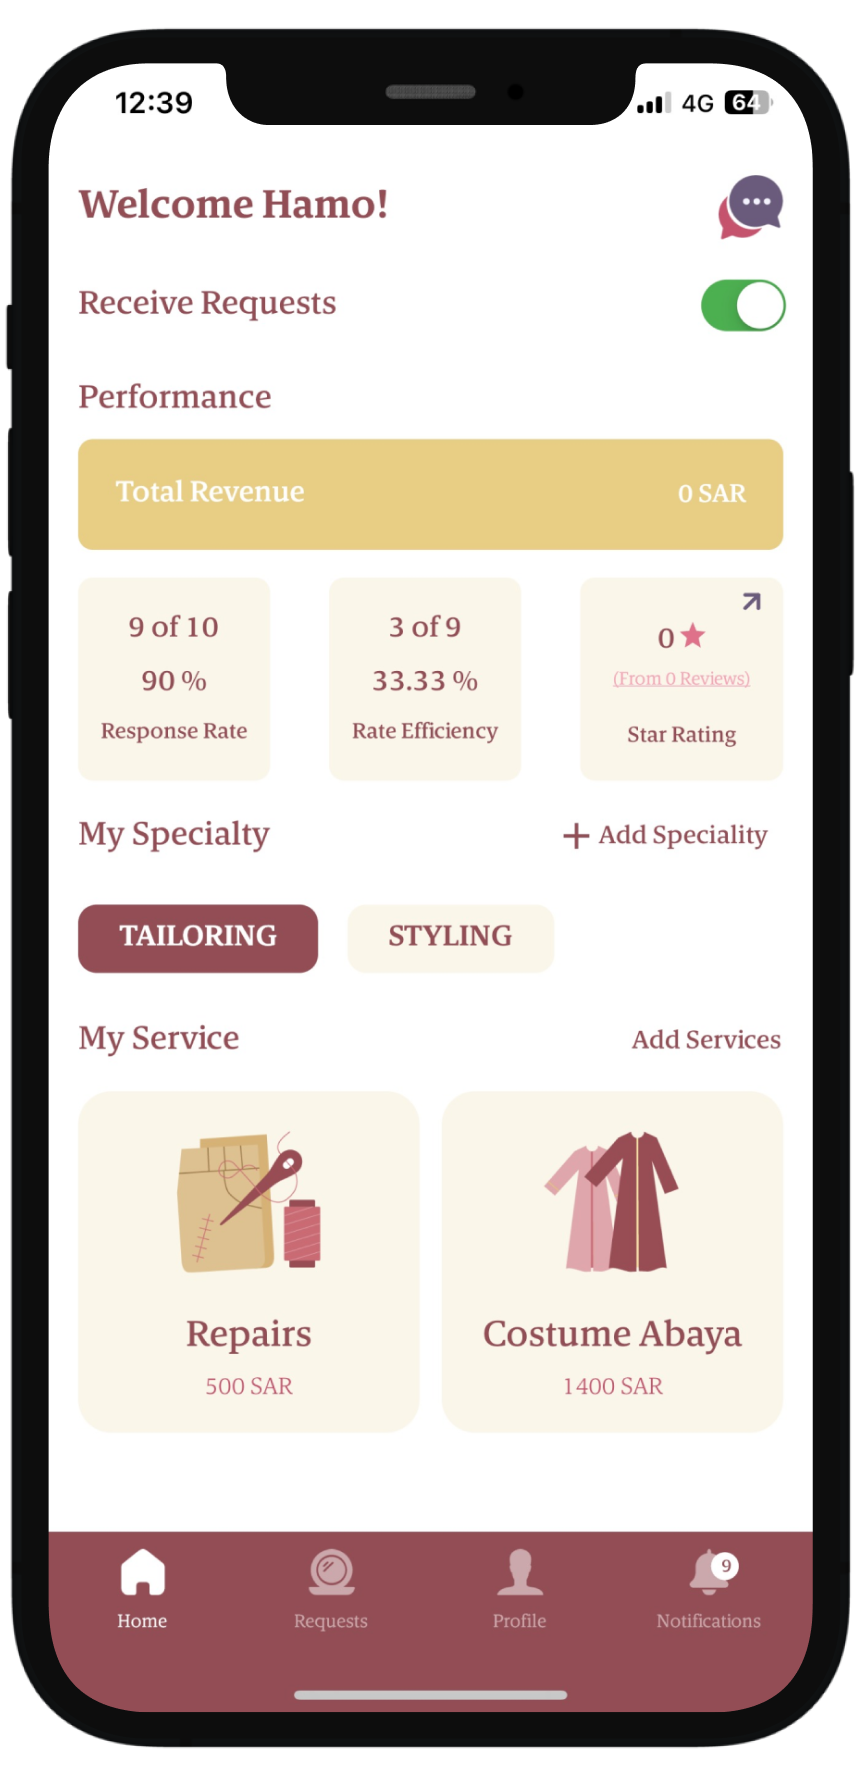 12:39
4G 64
Welcome Hamo!
Receive Requests
Performance
Total Revenue 0 SAR
9 of 10
90 %
Response Rate
3 of 9
33.33 %
Rate Efficiency
0
(From 0 Reviews)
Star Rating
My Specialty
+ Add Speciality
TAILORING
STYLING
My Service
Add Services
Repairs
500 SAR
Costume Abaya
1400 SAR
Home
Requests
Profile
9
Notifications